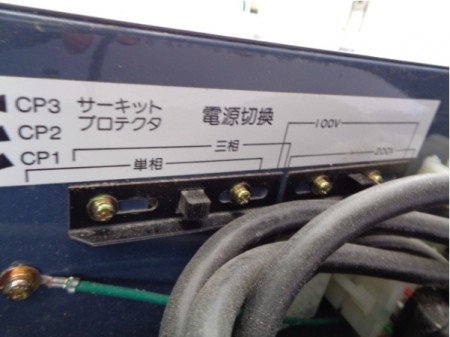 CP3 サーキット
CP2 プロテクタ
CP1
電源切換
100V
三相
200V
単相